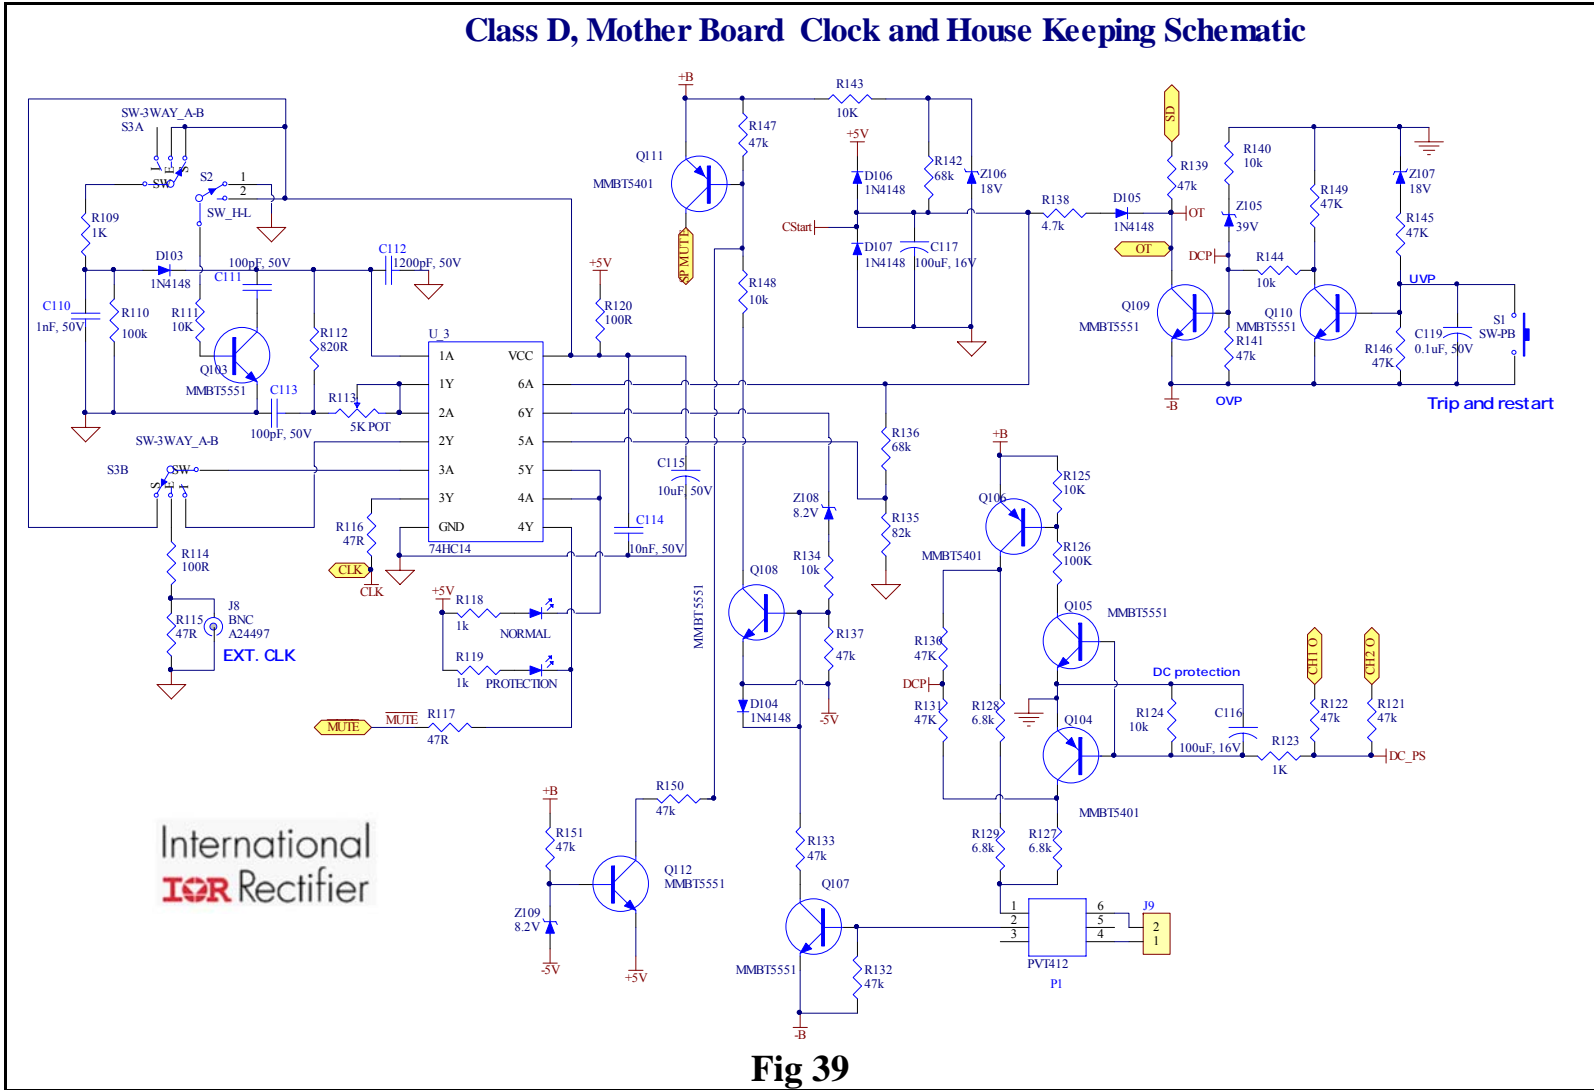 Class D, Mother Board Clock and House Keeping Schematic
SW-3WAY_A-B
S3A
I
E
S
SW
S2
1
2
SW_H-L
R109
1K
D103
1N4148
100pF, 50V
C111
C112
1200pF, 50V
C110
1nF, 50V
R110
100k
R111
10K
R112
820R
Q103
MMBT5551
C113
100pF, 50V
R113
5K POT
SW-3WAY_A-B
S3B
SW
S
E
I
R114
100R
R115
47R
J8
BNC
A24497
EXT. CLK
U_3
1A
1Y
2A
2Y
3A
3Y
GND
VCC
6A
6Y
5A
5Y
4A
4Y
74HC14
R116
47R
CLK
CLK
+5V
R120
100R
C115
10uF, 50V
C114
10nF, 50V
+5V
R118
1k
NORMAL
R119
1k
PROTECTION
MUTE
MUTE
R117
47R
+B
Q111
MMBT5401
SP MUTE
R147
47k
R148
10k
R143
10K
+5V
D106
1N4148
R142
68k
Z106
18V
CStart
D107
1N4148
C117
100uF, 16V
R138
4.7k
D105
1N4148
SD
R139
47k
OT
OT
Q109
MMBT5551
R140
10k
Z105
39V
DCP
R144
10k
R141
47k
-B
OVP
R149
47K
Q110
MMBT5551
Z107
18V
R145
47K
UVP
R146
47K
C119
0.1uF, 50V
S1
SW-PB
Trip and restart
R136
68k
R135
82k
Z108
8.2V
R134
10k
R137
47k
-5V
Q108
MMBT5551
D104
1N4148
R133
47k
Q107
MMBT5551
R132
47k
-B
R150
47k
+B
R151
47k
Q112
MMBT5551
Z109
8.2V
-5V
+5V
+B
Q106
MMBT5401
R125
10K
R126
100K
Q105
MMBT5551
R130
47K
DCP
R131
47K
R128
6.8k
R129
6.8k
R127
6.8k
Q104
MMBT5401
DC protection
R124
10k
C116
100uF, 16V
R123
1K
CH1 O
CH2 O
R122
47k
R121
47k
DC_PS
1
2
3
6
5
4
PVT412
P1
J9
2
1
International
IOR Rectifier
Fig 39